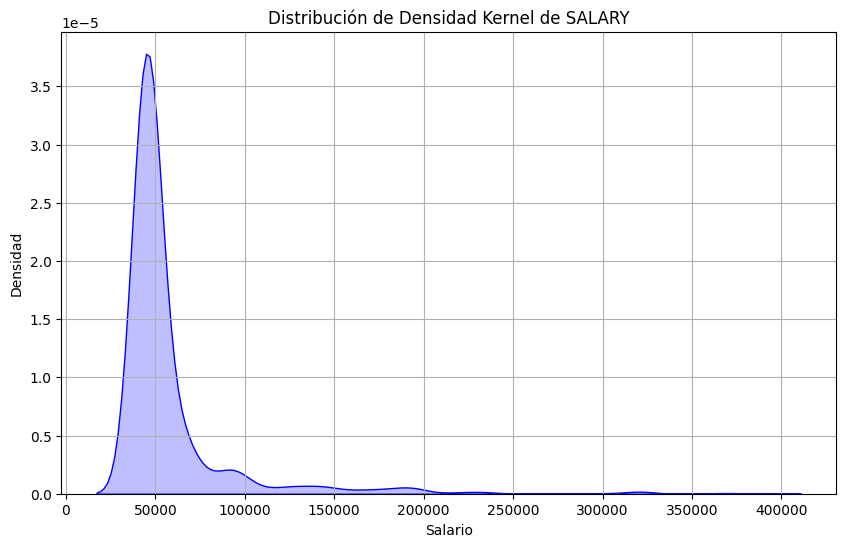 Distribución de Densidad Kernel de SALARY
1e−5
3.5
3.0
2.5
2.0
1.5
1.0
0.5
0.0
Densidad
0 50000 100000 150000 200000 250000 300000 350000 400000
Salario